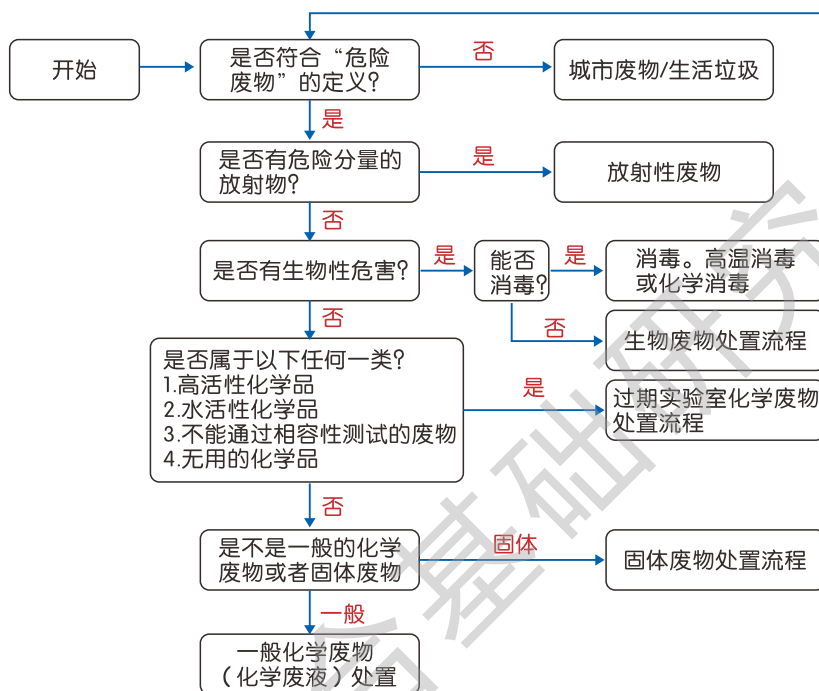 开始
是否符合“危险
废物”的定义?
否
城市废物/生活垃圾
是
是否有危险分量的
放射物?
是
放射性废物
否
是否有生物性危害?
是
能否
消毒?
是
消毒。高温消毒
或化学消毒
否
生物废物处置流程
否
是否属于以下任何一类?
1.高活性化学品
2.水活性化学品
3.不能通过相容性测试的废物
4.无用的化学品
是
过期实验室化学废物
处置流程
否
是不是一般的化学
废物或者固体废物
固体
固体废物处置流程
一般
一般化学废物
（化学废液）处置
合基础研究